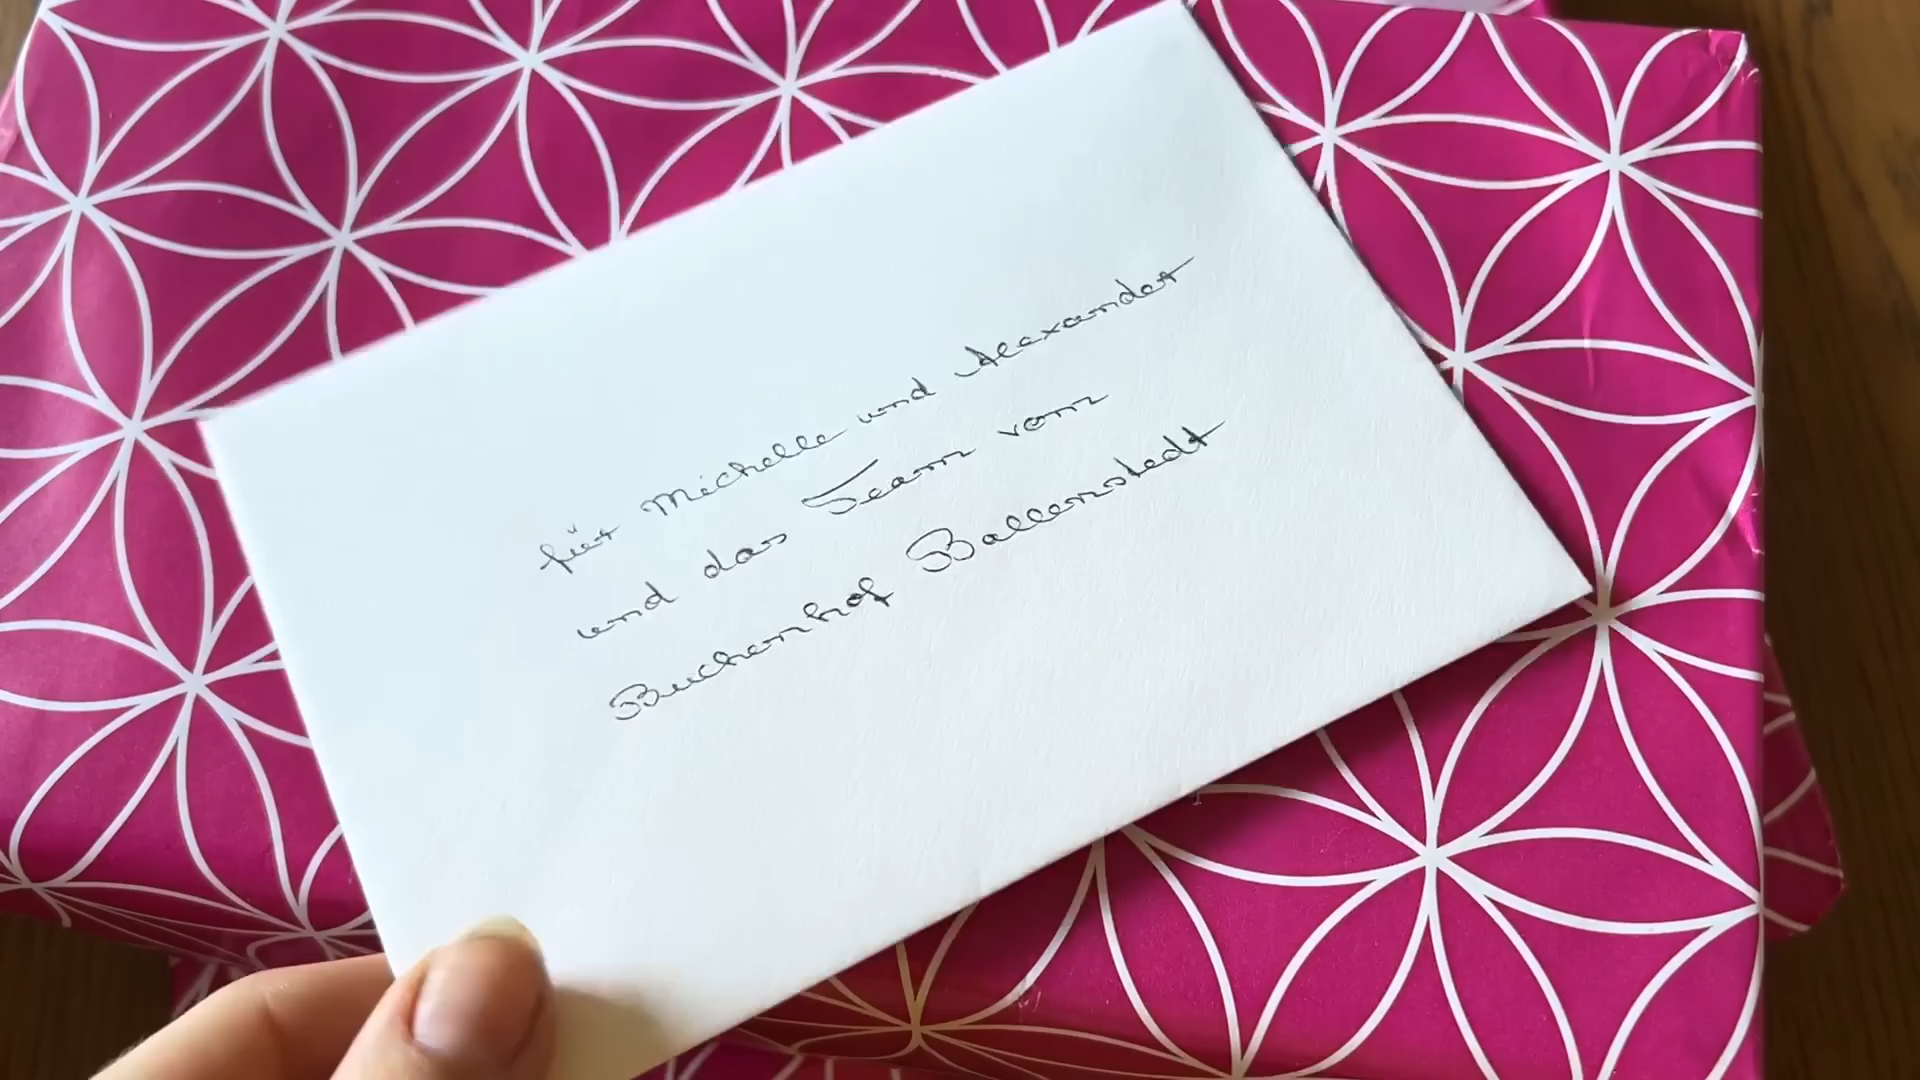 für Michelle und Alexander
und das Team vom
Buchenhof Ballenstedt